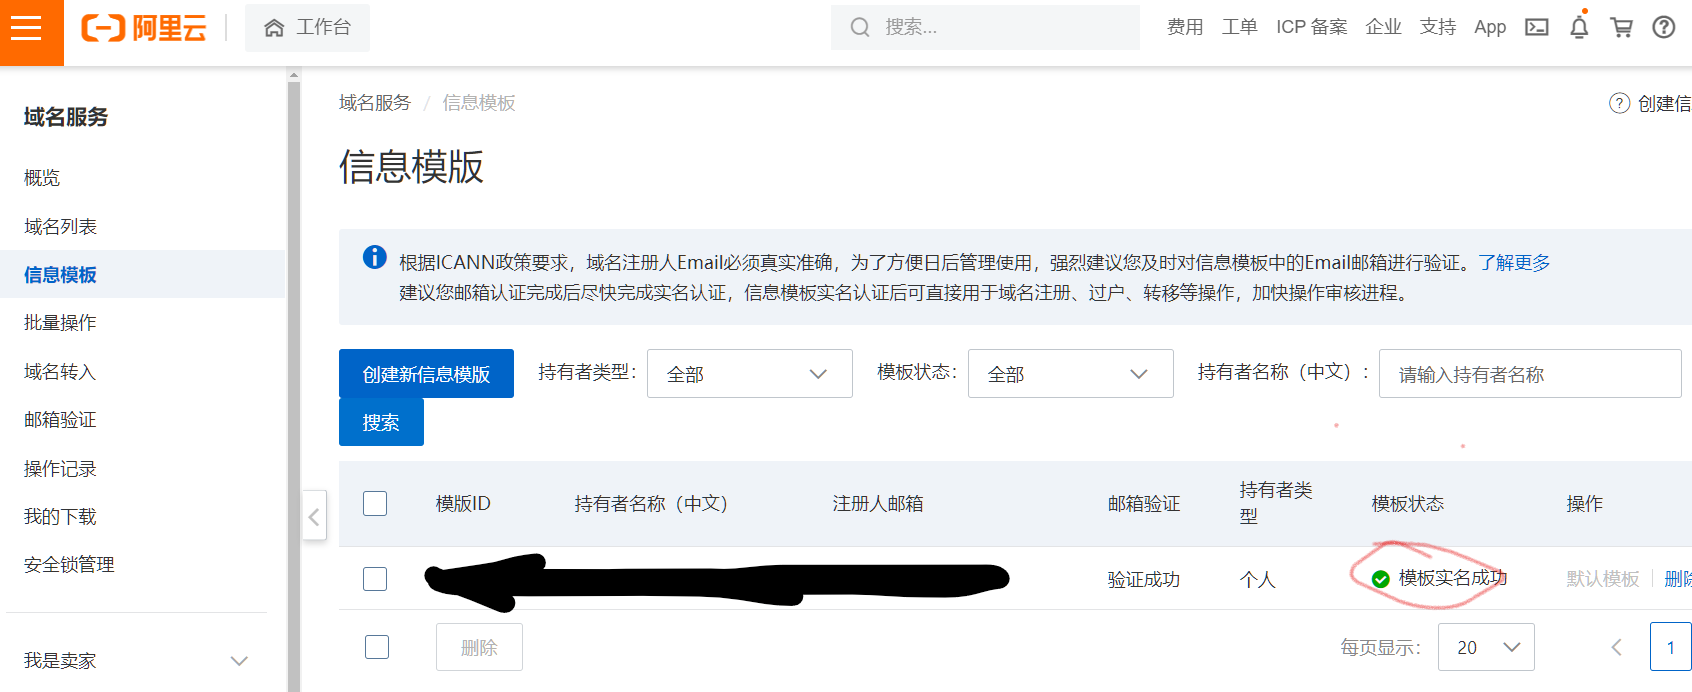 阿里云
工作台
搜索...
费用 工单 ICP 备案 企业 支持 App
域名服务
概览
域名列表
信息模板
批量操作
域名转入
邮箱验证
操作记录
我的下载
安全锁管理
我是卖家
域名服务 / 信息模板
创建信
信息模版
根据ICANN政策要求，域名注册人Email必须真实准确，为了方便日后管理使用，强烈建议您及时对信息模板中的Email邮箱进行验证。了解更多
建议您邮箱认证完成后尽快完成实名认证，信息模板实名认证后可直接用于域名注册、过户、转移等操作，加快操作审核进程。
创建新信息模版 持有者类型： 全部 模板状态： 全部 持有者名称（中文）： 请输入持有者名称
搜索
模版ID 持有者名称（中文） 注册人邮箱 邮箱验证 持有者类型 模板状态 操作
验证成功 个人 模板实名成功 默认模板 删除
删除 每页显示： 20 1